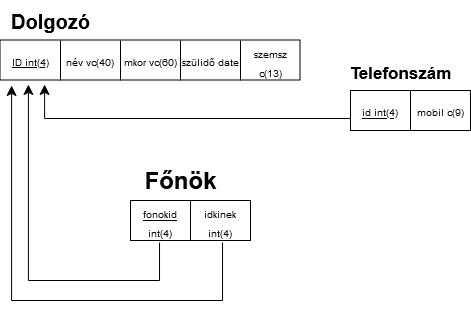 Dolgozó
ID int(4) név vc(40) mkor vc(60) szülidő date szemsz
c(13)
Telefonszám
id int(4) mobil c(9)
Főnök
fonokid idkinek
int(4) int(4)